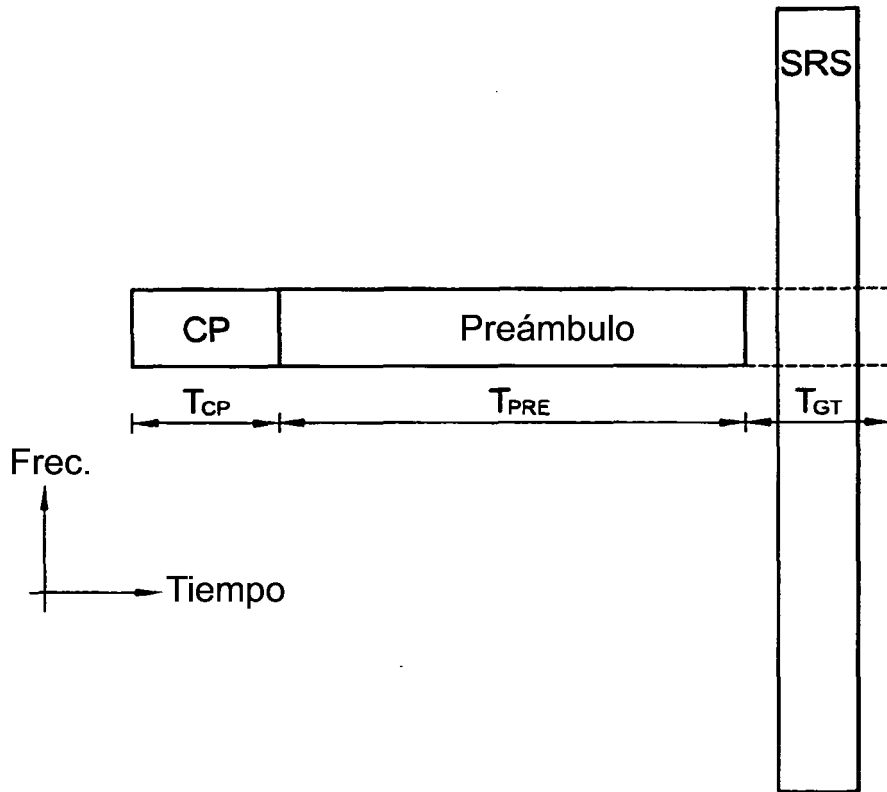 SRS
CP
Preámbulo
TCP
TPRE
TGT
Frec.
Tiempo